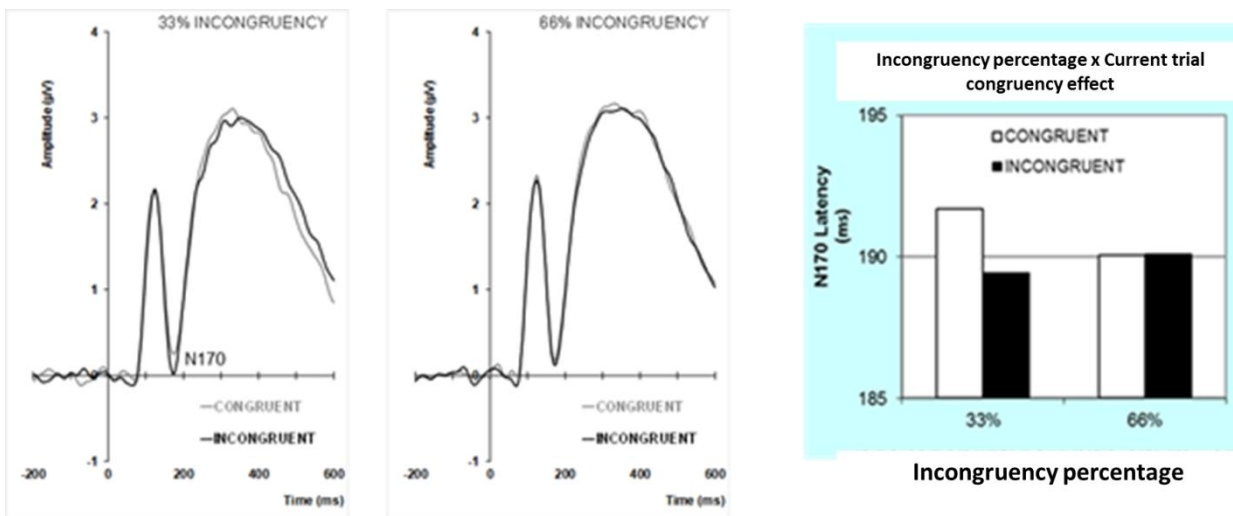 33% INCONGRUENCY
4
3
2
1
-1
Amplitude (µV)
N170
CONGRUENT
INCONGRUENT
-200
0
200
400
600
Time (ms)
66% INCONGRUENCY
4
3
2
1
-1
Amplitude (µV)
CONGRUENT
INCONGRUENT
-200
0
200
400
600
Time (ms)
Incongruency percentage x Current trial
congruency effect
195
190
185
N170 Latency
(ms)
CONGRUENT
INCONGRUENT
33%
66%
Incongruency percentage